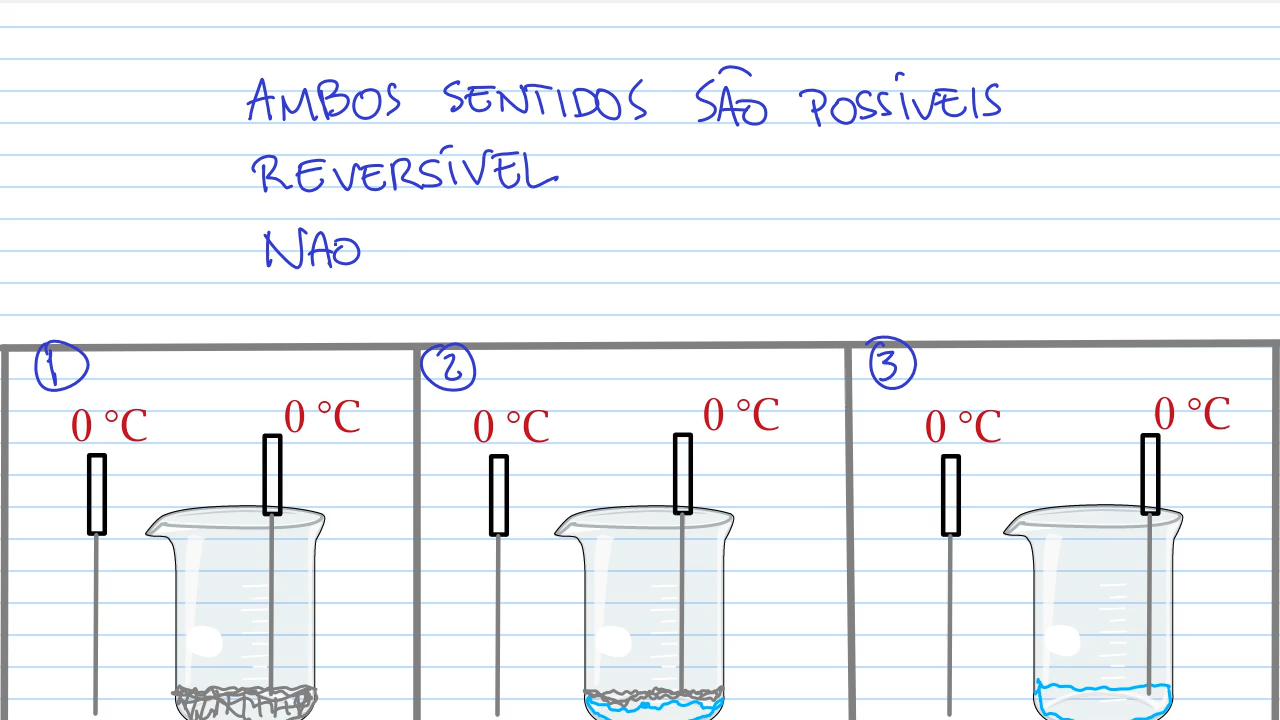 AMBOS SENTIDOS SÃO POSSÍVEIS
REVERSÍVEL
NAO
1 2 3
0 °C 0 °C 0 °C 0 °C 0 °C 0 °C